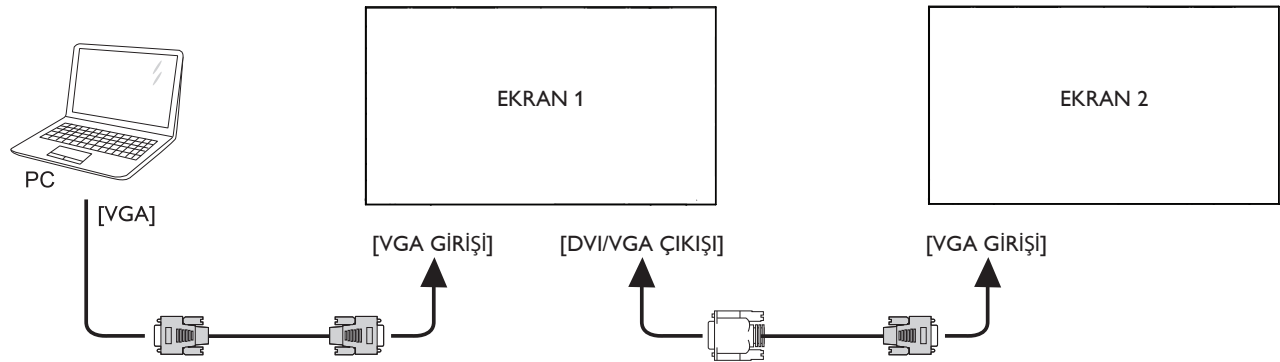 EKRAN 1
EKRAN 2
PC
[VGA]
[VGA GİRİŞİ]
[DVI/VGA ÇIKIŞI]
[VGA GİRİŞİ]